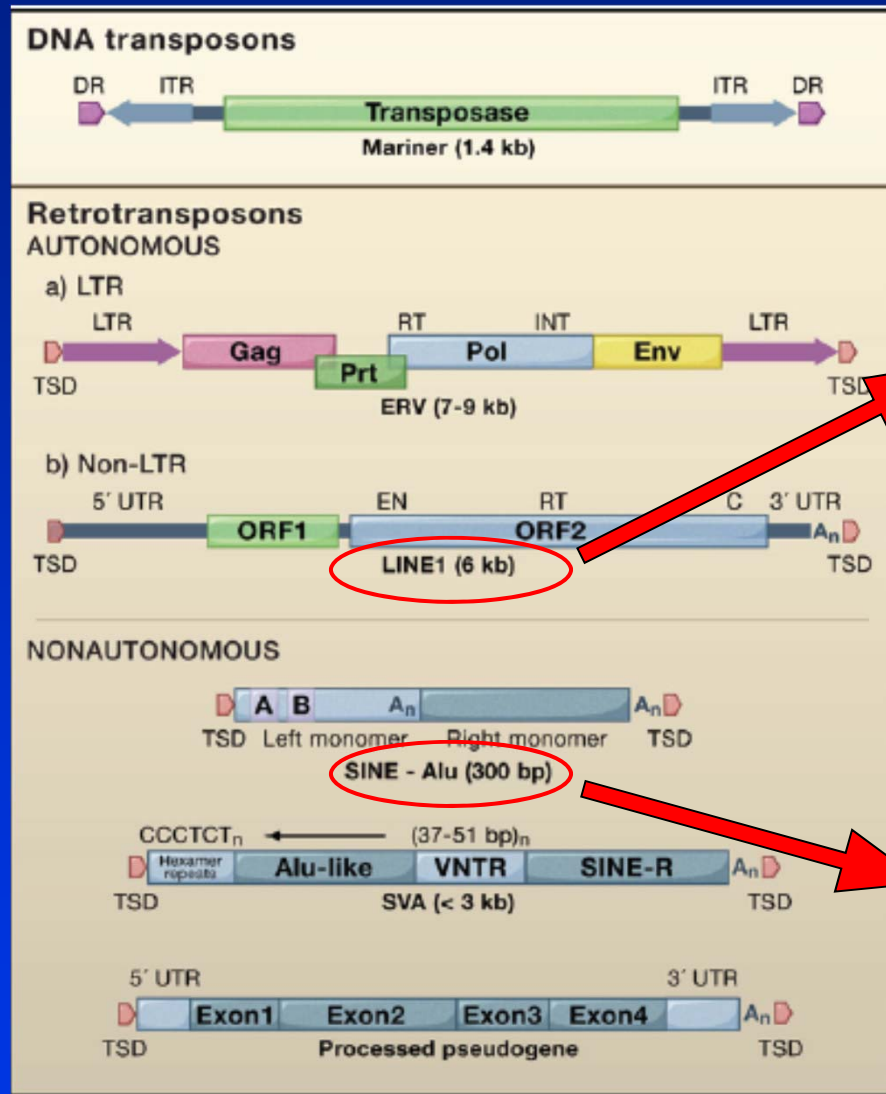 DNA transposons
DR ITR ITR DR
Transposase
Mariner (1.4 kb)
Retrotransposons
AUTONOMOUS
a) LTR
LTR RT INT LTR
Gag Pol Env
Prt
TSD TSD
ERV (7-9 kb)
b) Non-LTR
5´ UTR EN RT C 3´ UTR
ORF1 ORF2 An
TSD LINE1 (6 kb) TSD
NONAUTONOMOUS
A B An An
TSD Left monomer Right monomer TSD
SINE - Alu (300 bp)
CCCTCTn (37-51 bp)n
Hexamer repeats Alu-like VNTR SINE-R An
TSD SVA (< 3 kb) TSD
5´ UTR 3´ UTR
Exon1 Exon2 Exon3 Exon4 An
TSD Processed pseudogene TSD